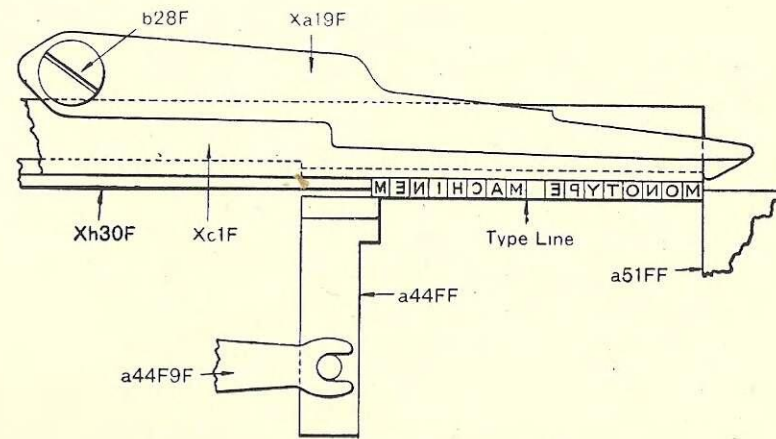 b28F
Xa19F
MONOTYPE MACHINEM
Xh30F
Xc1F
Type Line
a51FF
a44FF
a44F9F